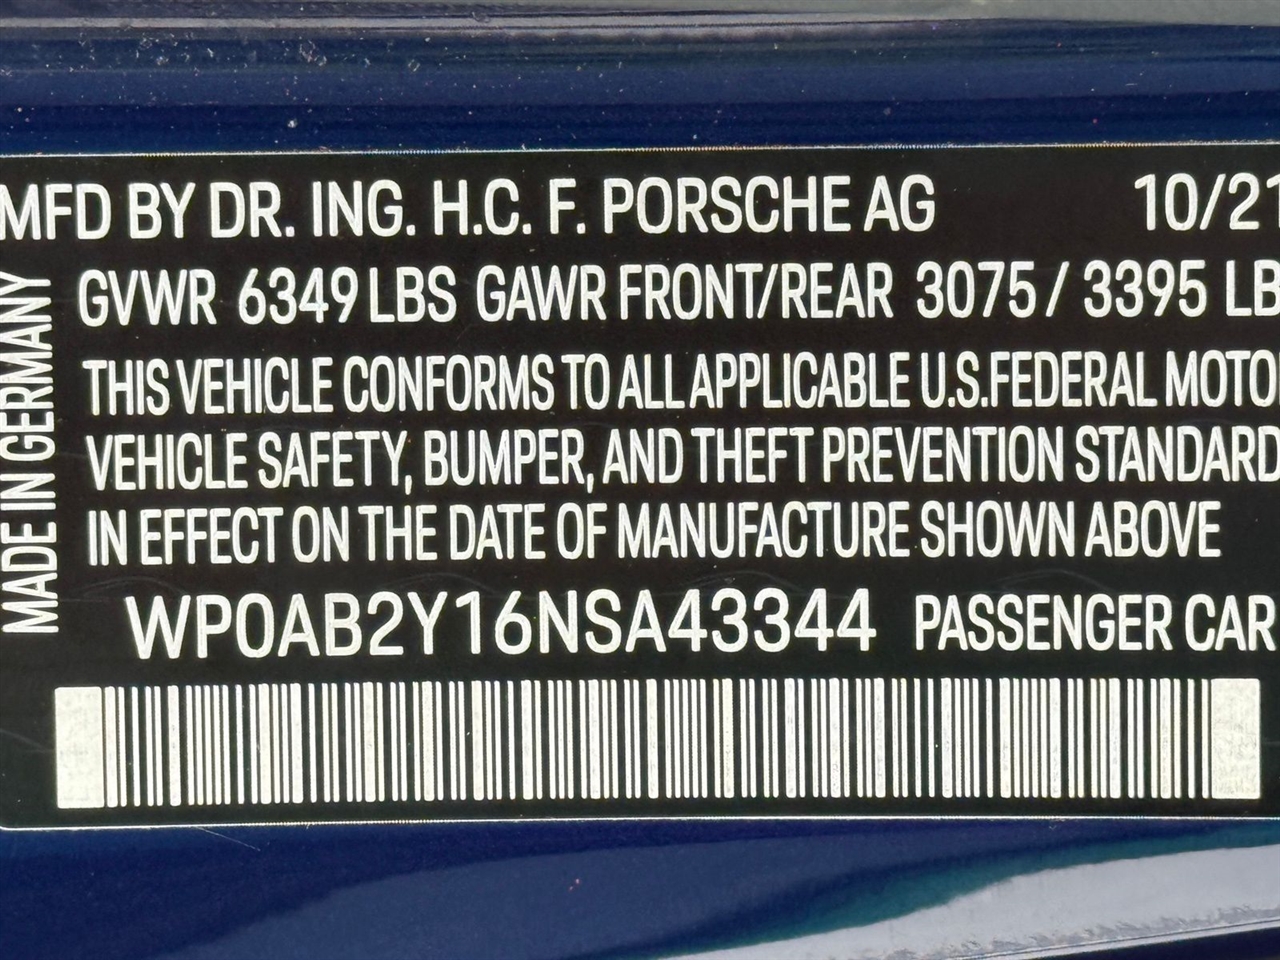 MFD BY DR. ING. H.C. F. PORSCHE AG 10/21
GVWR 6349 LBS GAWR FRONT/REAR 3075 / 3395 LB
THIS VEHICLE CONFORMS TO ALL APPLICABLE U.S.FEDERAL MOTO
VEHICLE SAFETY, BUMPER, AND THEFT PREVENTION STANDARD
IN EFFECT ON THE DATE OF MANUFACTURE SHOWN ABOVE
WP0AB2Y16NSA43344 PASSENGER CAR
MADE IN GERMANY